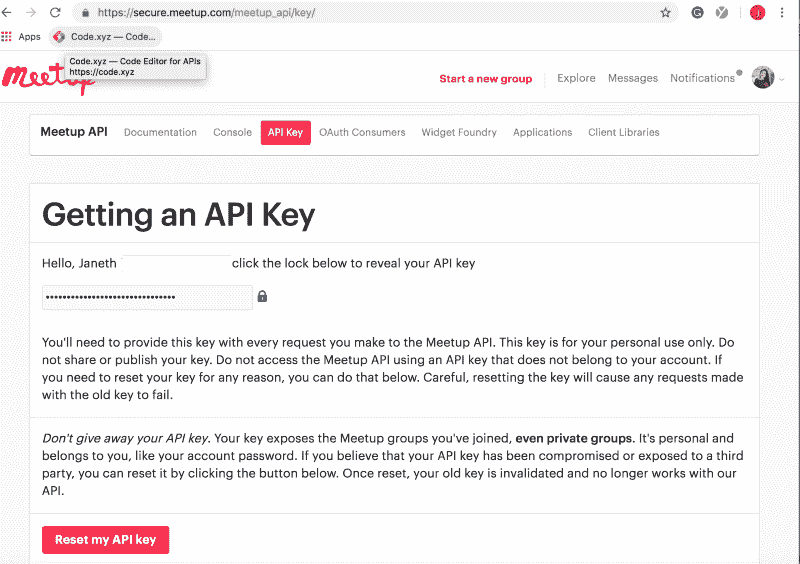 https://secure.meetup.com/meetup_api/key/
Apps Code.xyz — Code...
Code.xyz — Code Editor for APIs
https://code.xyz
meetup
Start a new group Explore Messages Notifications
Meetup API Documentation Console API Key OAuth Consumers Widget Foundry Applications Client Libraries
Getting an API Key
Hello, Janeth click the lock below to reveal your API key
You'll need to provide this key with every request you make to the Meetup API. This key is for your personal use only. Do
not share or publish your key. Do not access the Meetup API using an API key that does not belong to your account. If
you need to reset your key for any reason, you can do that below. Careful, resetting the key will cause any requests made
with the old key to fail.
Don't give away your API key. Your key exposes the Meetup groups you've joined, even private groups. It's personal and
belongs to you, like your account password. If you believe that your API key has been compromised or exposed to a third
party, you can reset it by clicking the button below. Once reset, your old key is invalidated and no longer works with our
API.
Reset my API key